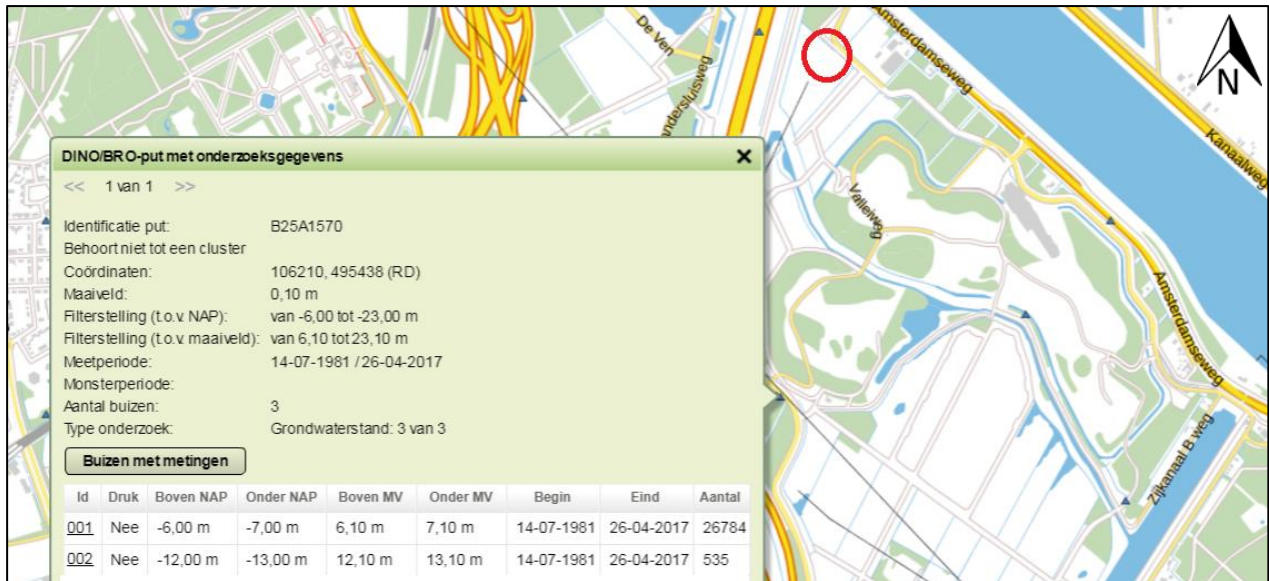 De Ven
andersluisweg
Amsterdamseweg
N
Kanaalweg
Valleiweg
Amsterdamseweg
Zijkanaal B weg
DINO/BRO-put met onderzoeksgegevens X
<< 1 van 1 >>
Identificatie put: B25A1570
Behoort niet tot een cluster
Coördinaten: 106210, 495438 (RD)
Maaiveld: 0,10 m
Filterstelling (t.o.v. NAP): van -6,00 tot -23,00 m
Filterstelling (t.o.v. maaiveld): van 6,10 tot 23,10 m
Meetperiode: 14-07-1981 / 26-04-2017
Monsterperiode:
Aantal buizen: 3
Type onderzoek: Grondwaterstand: 3 van 3
Buizen met metingen
Id Druk Boven NAP Onder NAP Boven MV Onder MV Begin Eind Aantal
001 Nee -6,00 m -7,00 m 6,10 m 7,10 m 14-07-1981 26-04-2017 26784
002 Nee -12,00 m -13,00 m 12,10 m 13,10 m 14-07-1981 26-04-2017 535